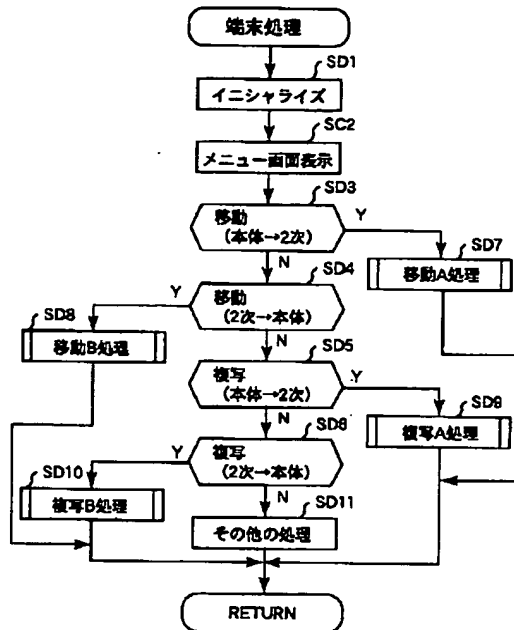 端末処理
SD1
イニシャライズ
SC2
メニュー画面表示
SD3
移動
(本体→2次)
Y
N
SD7
移動A処理
SD4
移動
(2次→本体)
Y
N
SD8
移動B処理
SD5
複写
(本体→2次)
Y
N
SD9
複写A処理
SD6
複写
(2次→本体)
Y
N
SD10
複写B処理
SD11
その他の処理
RETURN